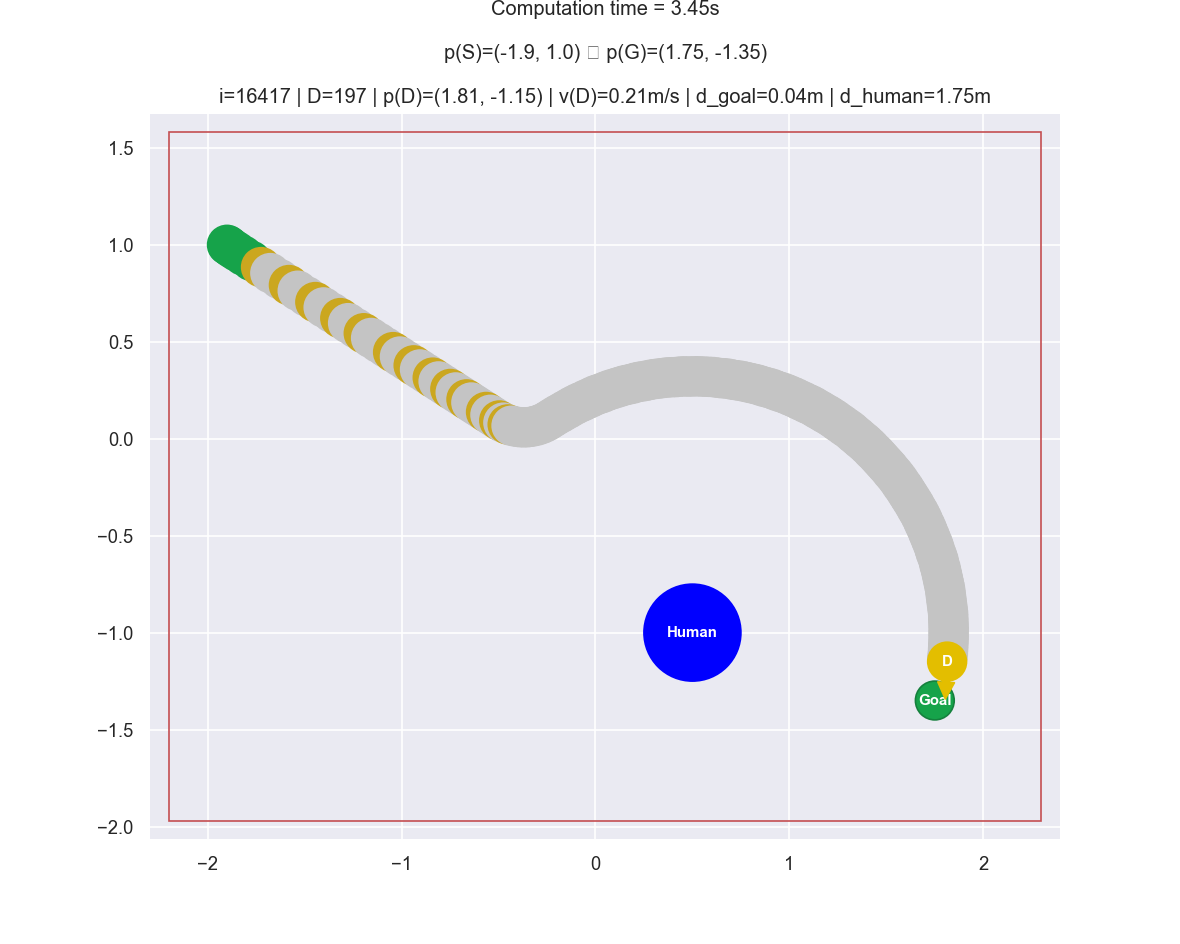 Computation time = 3.45s
p(S)=(-1.9, 1.0) p(G)=(1.75, -1.35)
i=16417 | D=197 | p(D)=(1.81, -1.15) | v(D)=0.21m/s | d_goal=0.04m | d_human=1.75m
1.5
1.0
0.5
0.0
−0.5
−1.0
−1.5
−2.0
Human
D
Goal
−2
−1
0
1
2